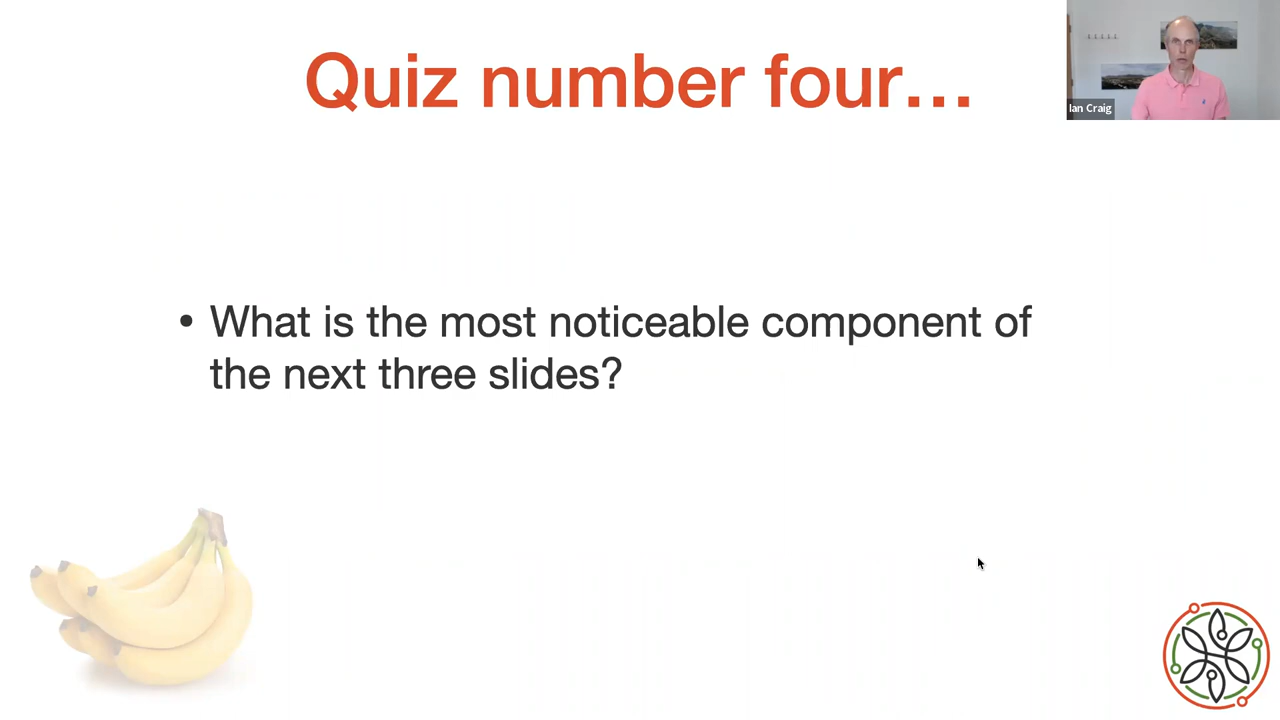 Quiz number four…
Ian Craig
• What is the most noticeable component of
the next three slides?